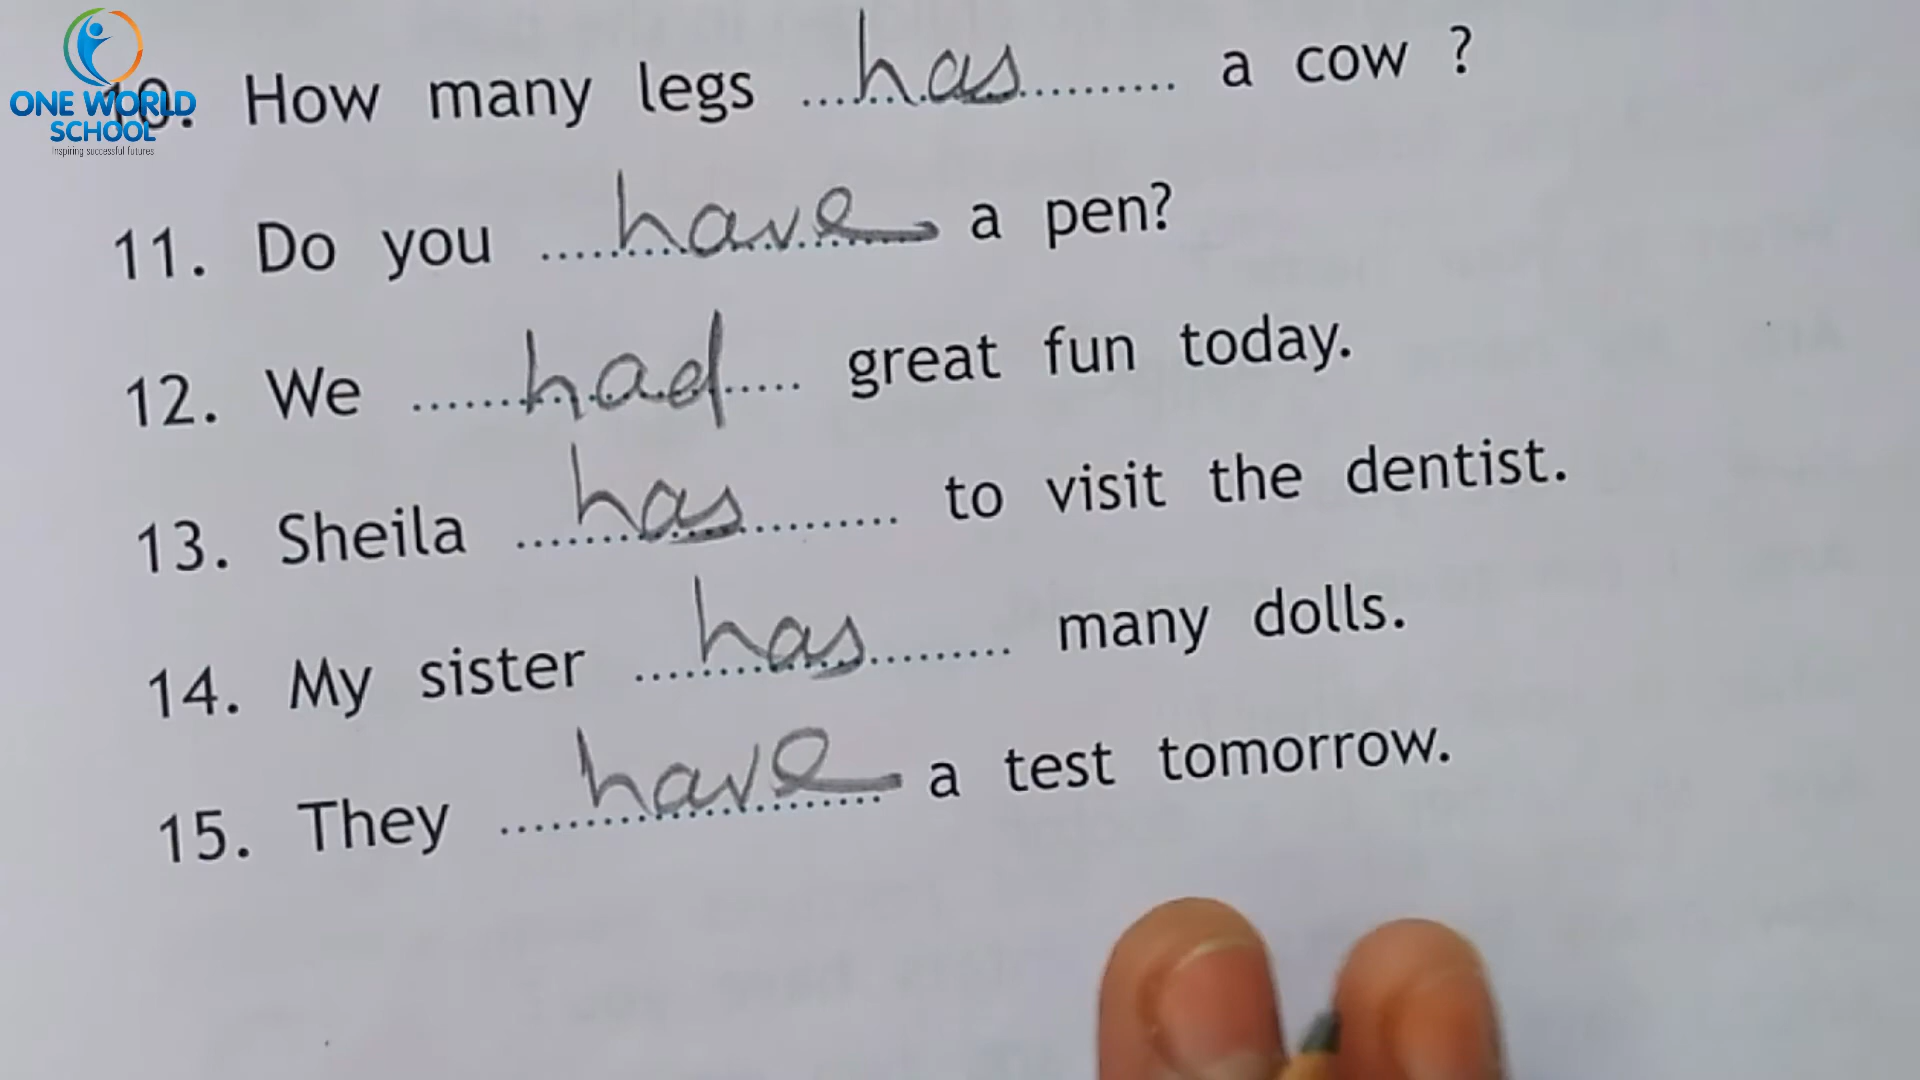 ONE WORLD
SCHOOL
Inspiring successful futures
10. How many legs has a cow ?
11. Do you have a pen?
12. We had great fun today.
13. Sheila has to visit the dentist.
14. My sister has many dolls.
15. They have a test tomorrow.